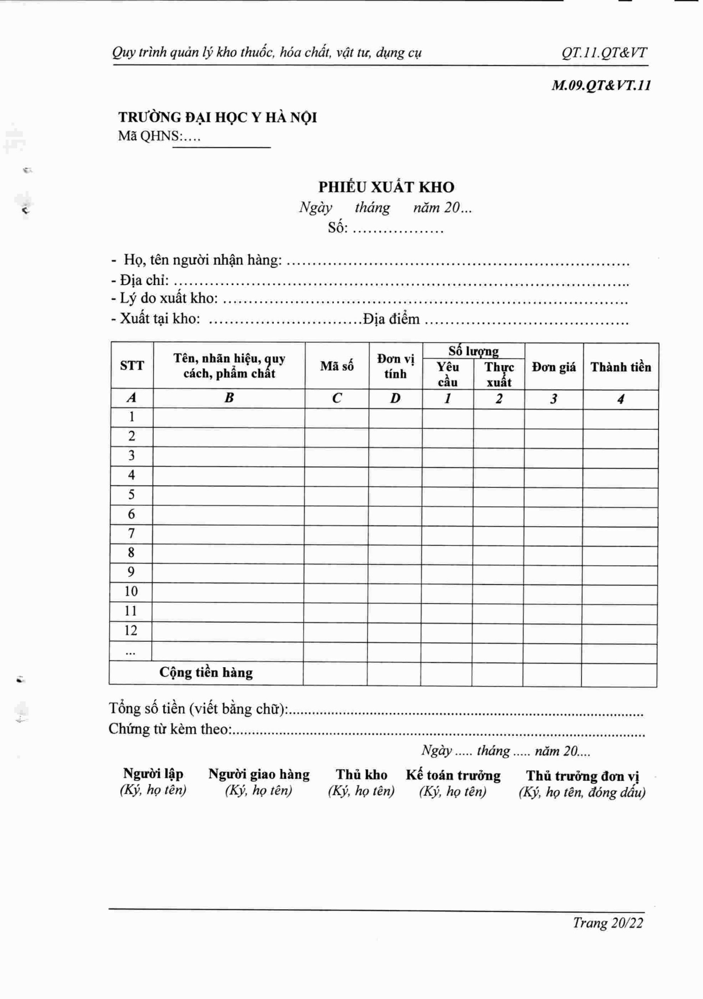 Quy trình quản lý kho thuốc, hóa chất, vật tư, dụng cụ QT.11.QT&VT
M.09.QT&VT.11
TRƯỜNG ĐẠI HỌC Y HÀ NỘI
Mã QHNS:....
PHIẾU XUẤT KHO
Ngày tháng năm 20...
Số: ..................
- Họ, tên người nhận hàng: ....................................................................
- Địa chỉ: ..........................................................................................
- Lý do xuất kho: ................................................................................
- Xuất tại kho: ..............................Địa điểm ........................................
STT Tên, nhãn hiệu, quy cách, phẩm chất Mã số Đơn vị tính Số lượng Đơn giá Thành tiền
Yêu cầu Thực xuất
A B C D 1 2 3 4
1
2
3
4
5
6
7
8
9
10
11
12
...
Cộng tiền hàng
Tổng số tiền (viết bằng chữ):..........................................................................................
Chứng từ kèm theo:..........................................................................................................
Ngày ..... tháng ..... năm 20....
Người lập Người giao hàng Thủ kho Kế toán trưởng Thủ trưởng đơn vị
(Ký, họ tên) (Ký, họ tên) (Ký, họ tên) (Ký, họ tên) (Ký, họ tên, đóng dấu)
Trang 20/22